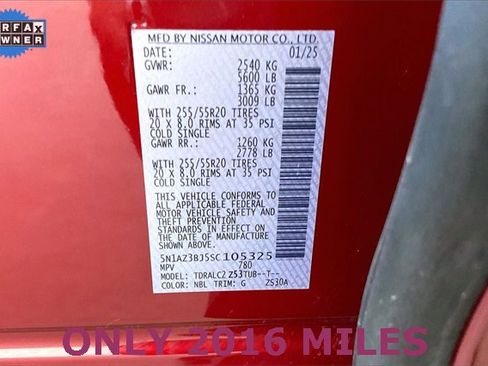 CARFAX
OWNER
MFD BY NISSAN MOTOR CO., LTD.
DATE: 01/25
GVWR: 2540 KG
5600 LB
GAWR FR.: 1365 KG
3009 LB
WITH 255/55R20 TIRES
20 X 8.0 RIMS AT 35 PSI
COLD SINGLE
GAWR RR.: 1260 KG
2778 LB
WITH 255/55R20 TIRES
20 X 8.0 RIMS AT 35 PSI
COLD SINGLE
THIS VEHICLE CONFORMS TO
ALL APPLICABLE FEDERAL
MOTOR VEHICLE SAFETY AND
THEFT PREVENTION
STANDARDS IN EFFECT ON
THE DATE OF MANUFACTURE
SHOWN ABOVE.
5N1AZ3BJ5SC105325
MPV 780
MODEL: TDRALC2 Z53TUB--T--
COLOR: NBL TRIM: G ZS30A
ONLY 2016 MILES